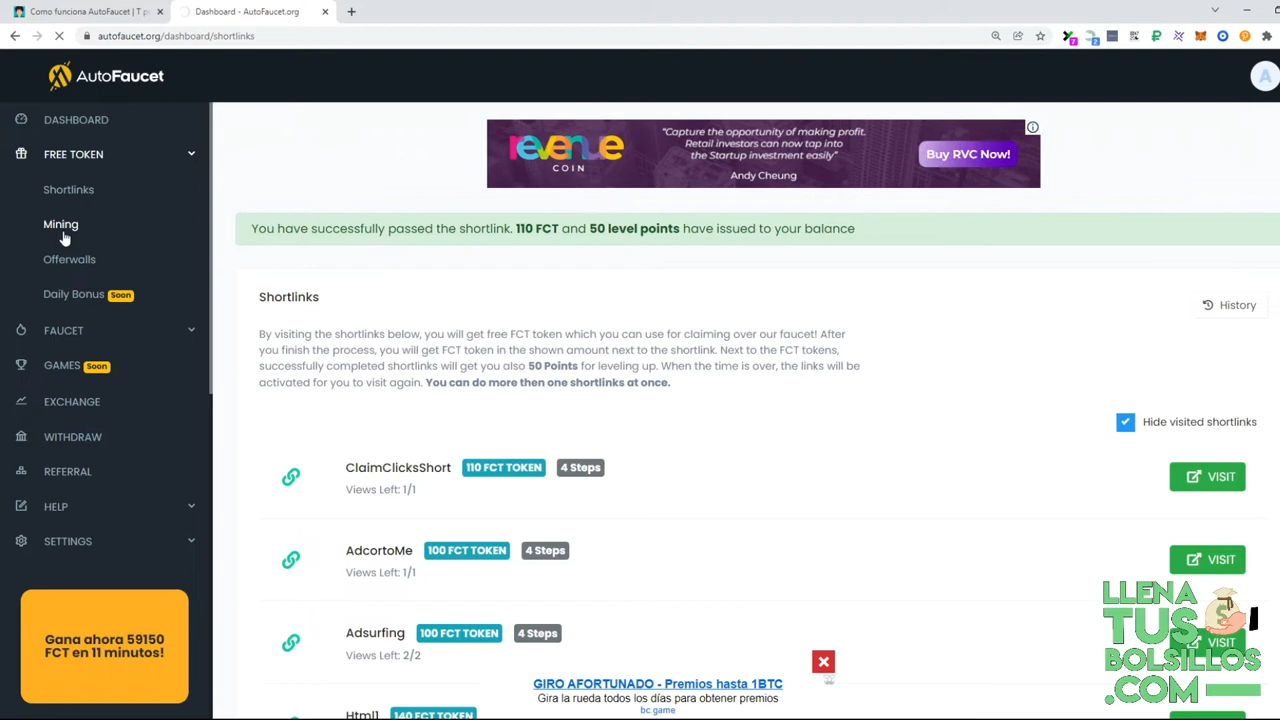 Como funciona AutoFaucet | T p
Dashboard - AutoFaucet.org
autofaucet.org/dashboard/shortlinks
7
2
AutoFaucet
A
DASHBOARD
FREE TOKEN
Shortlinks
Mining
Offerwalls
Daily Bonus Soon
FAUCET
GAMES Soon
EXCHANGE
WITHDRAW
REFERRAL
HELP
SETTINGS
Gana ahora 59150
FCT en 11 minutos!
revenue
COIN
"Capture the opportunity of making profit.
Retail investors can now tap into
the Startup investment easily"
Andy Cheung
Buy RVC Now!
You have successfully passed the shortlink. 110 FCT and 50 level points have issued to your balance
Shortlinks
History
By visiting the shortlinks below, you will get free FCT token which you can use for claiming over our faucet! After
you finish the process, you will get FCT token in the shown amount next to the shortlink. Next to the FCT tokens,
successfully completed shortlinks will get you also 50 Points for leveling up. When the time is over, the links will be
activated for you to visit again. You can do more then one shortlinks at once.
Hide visited shortlinks
ClaimClicksShort 110 FCT TOKEN 4 Steps
Views Left: 1/1
VISIT
AdcortoMe 100 FCT TOKEN 4 Steps
Views Left: 1/1
VISIT
Adsurfing 100 FCT TOKEN 4 Steps
Views Left: 2/2
VISIT
Html1 140 FCT TOKEN
GIRO AFORTUNADO - Premios hasta 1BTC
Gira la rueda todos los días para obtener premios
bc.game
LLENA
TUS
BOLSILLOS
.COM